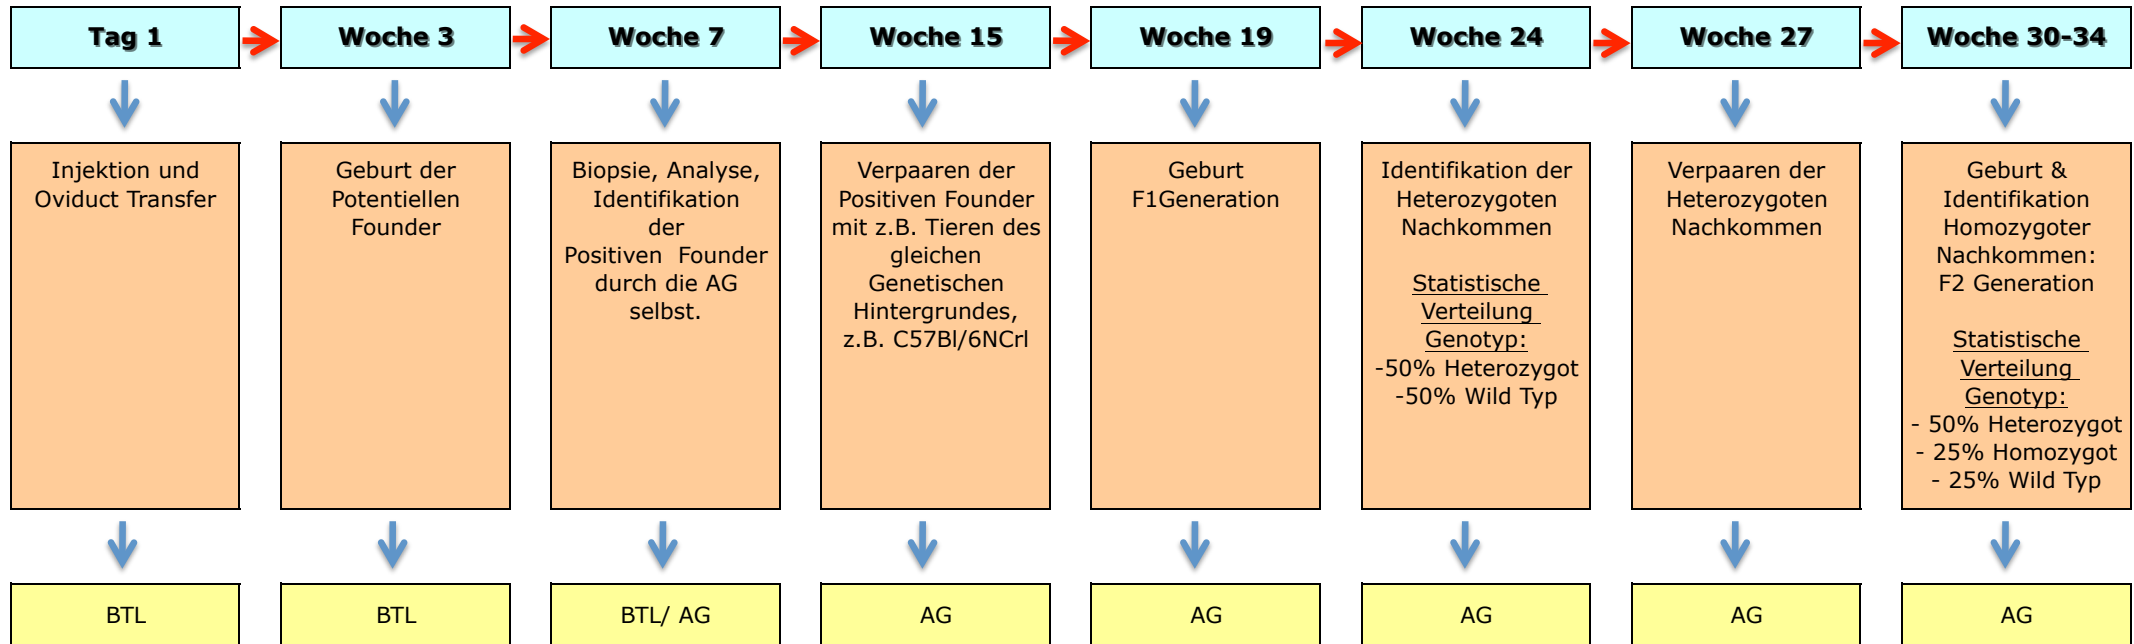 Tag 1
Woche 3
Woche 7
Woche 15
Woche 19
Woche 24
Woche 27
Woche 30-34
Injektion und
Oviduct Transfer
Geburt der
Potentiellen
Founder
Biopsie, Analyse,
Identifikation
der
Positiven  Founder
durch die AG
selbst.
Verpaaren der
Positiven Founder
mit z.B. Tieren des
gleichen
Genetischen
Hintergrundes,
z.B. C57Bl/6NCrl
Geburt
F1Generation
Identifikation der
Heterozygoten
Nachkommen
Statistische
Verteilung
Genotyp:
-50% Heterozygot
-50% Wild Typ
Verpaaren der
Heterozygoten
Nachkommen
Geburt &
Identifikation
Homozygoter
Nachkommen:
F2 Generation
Statistische
Verteilung
Genotyp:
- 50% Heterozygot
- 25% Homozygot
- 25% Wild Typ
BTL
BTL
BTL/ AG
AG
AG
AG
AG
AG